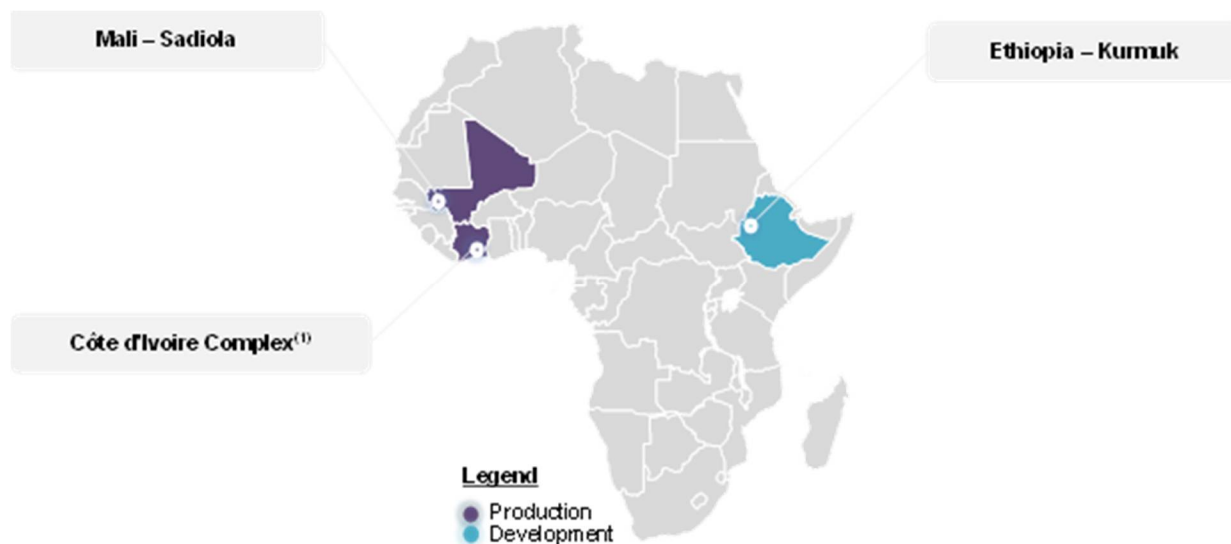 Mali – Sadiola
Ethiopia – Kurmuk
Côte d'Ivoire Complex(1)
Legend
Production
Development